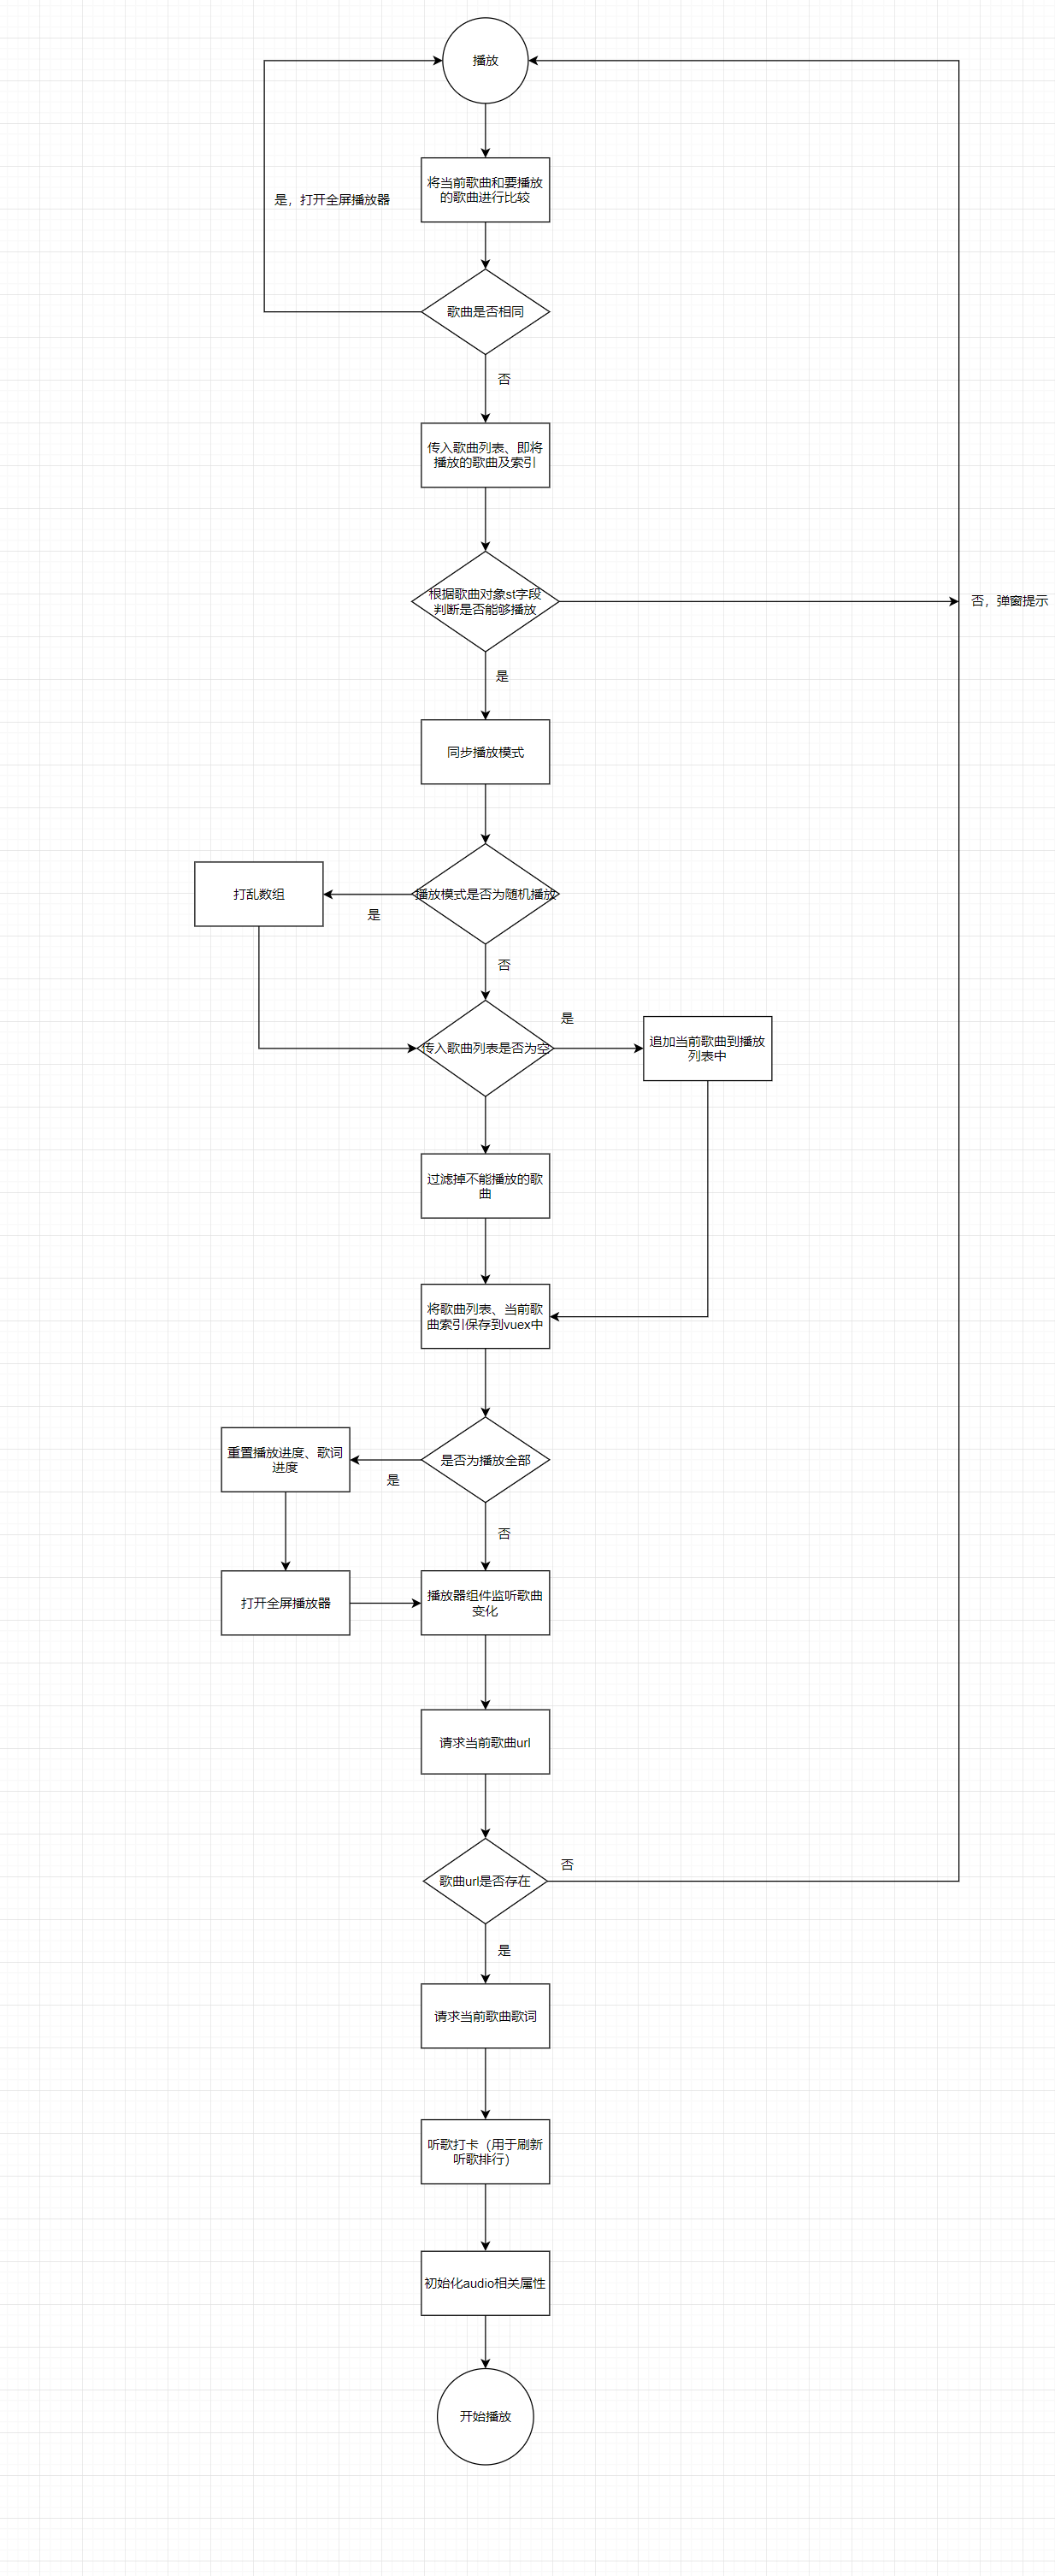 播放
将当前歌曲和要播放
的歌曲进行比较
是，打开全屏播放器
歌曲是否相同
否
传入歌曲列表、即将
播放的歌曲及索引
根据歌曲对象st字段
判断是否能够播放
否，弹窗提示
是
同步播放模式
打乱数组
播放模式是否为随机播放
是
否
是
传入歌曲列表是否为空
追加当前歌曲到播放
列表中
过滤掉不能播放的歌
曲
将歌曲列表、当前歌
曲索引保存到vuex中
重置播放进度、歌词
进度
是否为播放全部
是
否
打开全屏播放器
播放器组件监听歌曲
变化
请求当前歌曲url
否
歌曲url是否存在
是
请求当前歌曲歌词
听歌打卡（用于刷新
听歌排行）
初始化audio相关属性
开始播放